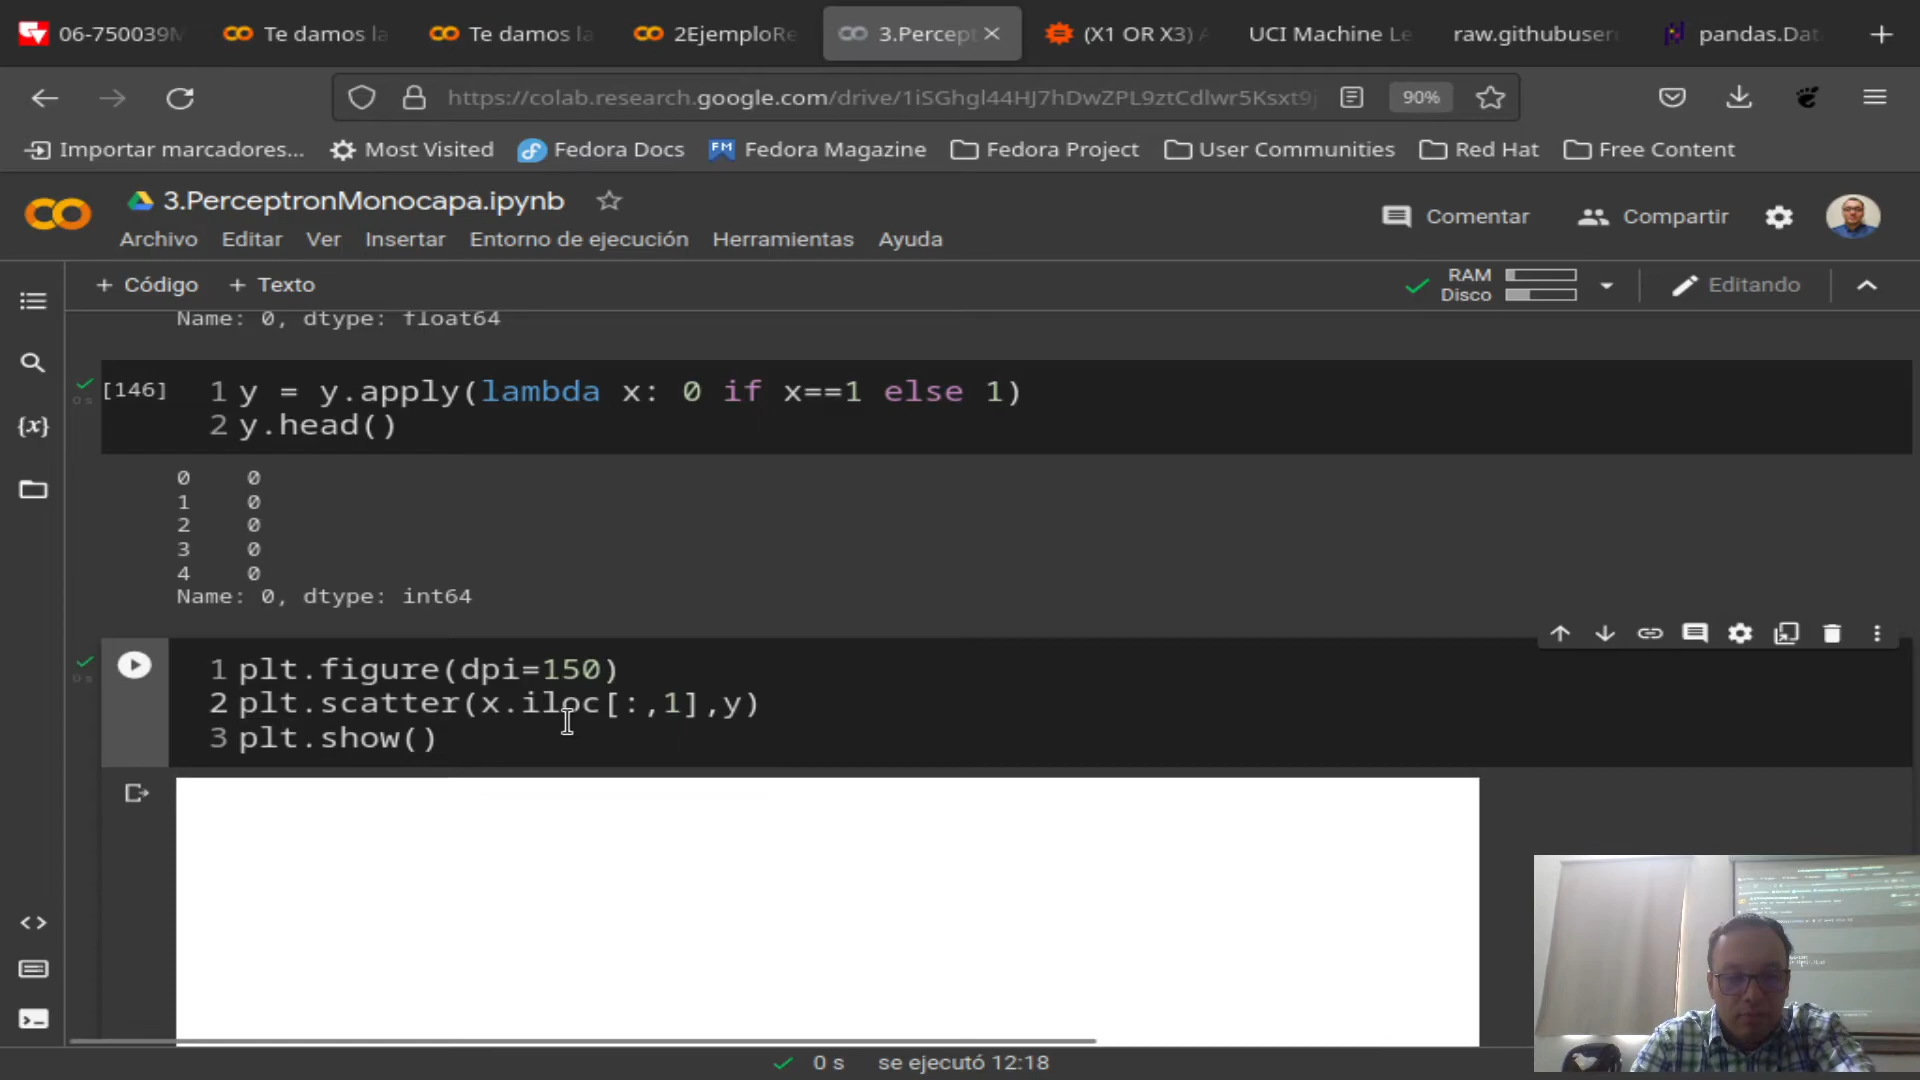 06-750039M
Te damos la
Te damos la
2EjemploRe
3.Percept
(X1 OR X3)
UCI Machine Le
raw.githubuser
pandas.Dat
https://colab.research.google.com/drive/1iSGhgl44HJ7hDwZPL9ztCdlwr5Ksxt9j
90%
Importar marcadores...
Most Visited
Fedora Docs
FM
Fedora Magazine
Fedora Project
User Communities
Red Hat
Free Content
3.PerceptronMonocapa.ipynb
Comentar
Compartir
Archivo
Editar
Ver
Insertar
Entorno de ejecución
Herramientas
Ayuda
+ Código
+ Texto
RAM
Disco
Editando
Name: 0, dtype: float64
[146]
1 y = y.apply(lambda x: 0 if x==1 else 1)
2 y.head()
0 0
1 0
2 0
3 0
4 0
Name: 0, dtype: int64
1 plt.figure(dpi=150)
2 plt.scatter(x.iloc[:,1],y)
3 plt.show()
0 s
se ejecutó 12:18